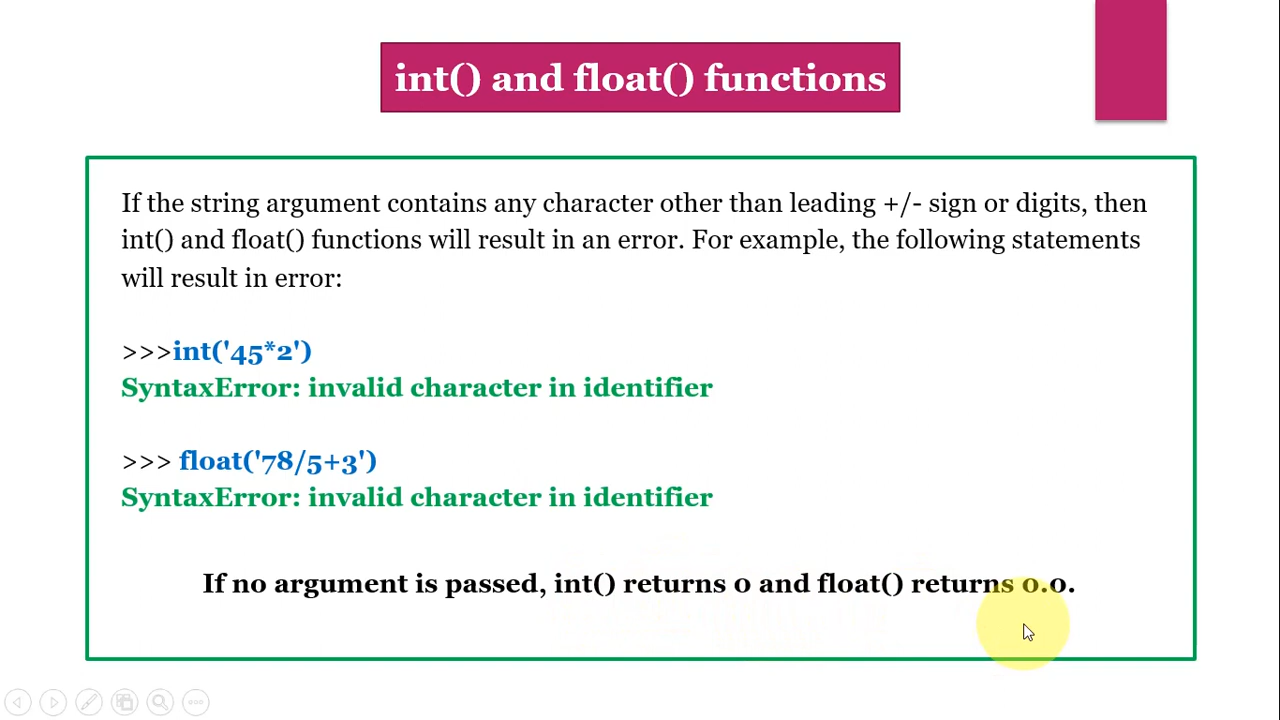 int() and float() functions
If the string argument contains any character other than leading +/- sign or digits, then
int() and float() functions will result in an error. For example, the following statements
will result in error:
>>>int('45*2')
SyntaxError: invalid character in identifier
>>> float('78/5+3')
SyntaxError: invalid character in identifier
If no argument is passed, int() returns 0 and float() returns 0.0.